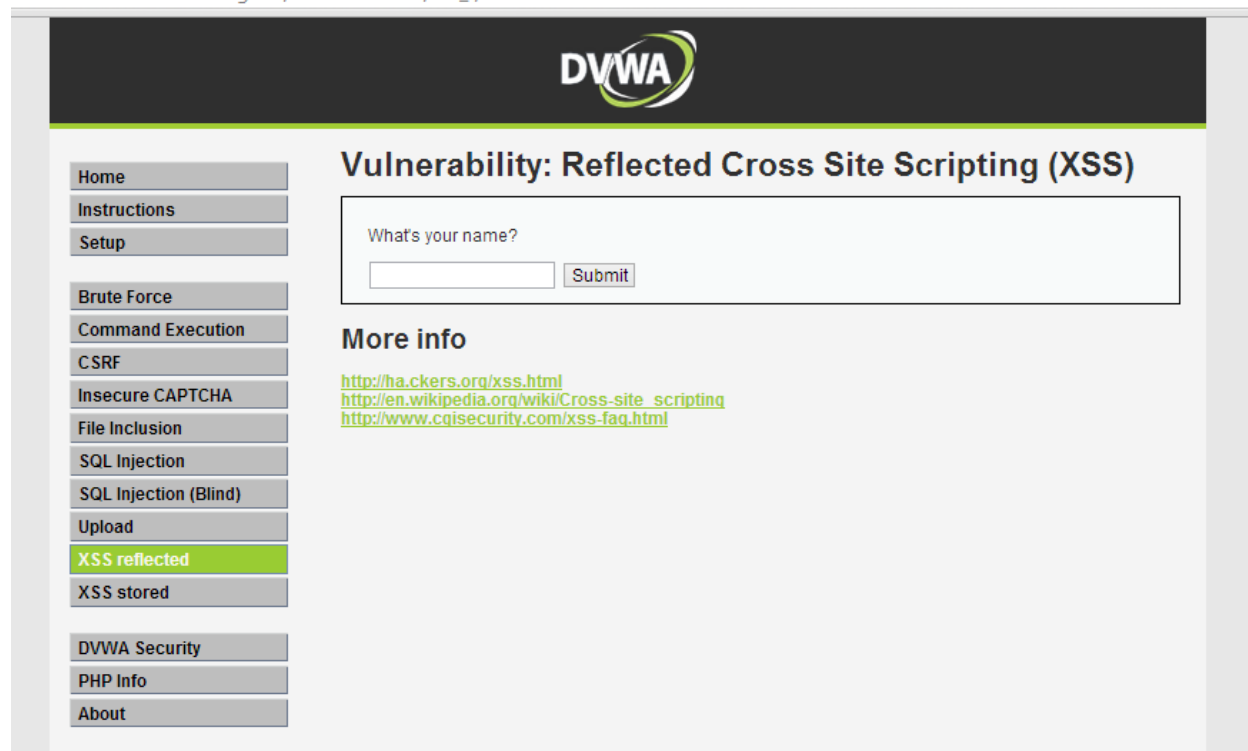 DVWA
Home
Instructions
Setup
Brute Force
Command Execution
CSRF
Insecure CAPTCHA
File Inclusion
SQL Injection
SQL Injection (Blind)
Upload
XSS reflected
XSS stored
DVWA Security
PHP Info
About
Vulnerability: Reflected Cross Site Scripting (XSS)
What's your name?
Submit
More info
http://ha.ckers.org/xss.html
http://en.wikipedia.org/wiki/Cross-site_scripting
http://www.cgisecurity.com/xss-faq.html